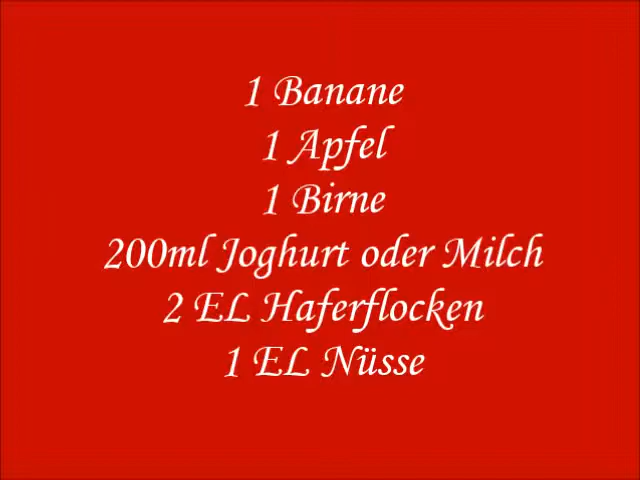 1 Banane
1 Apfel
1 Birne
200ml Joghurt oder Milch
2 EL Haferflocken
1 EL Nüsse